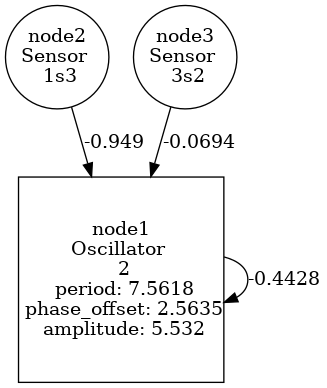 node2
Sensor
1s3
node3
Sensor
3s2
-0.949
-0.0694
node1
Oscillator
2
period: 7.5618
phase_offset: 2.5635
amplitude: 5.532
-0.4428